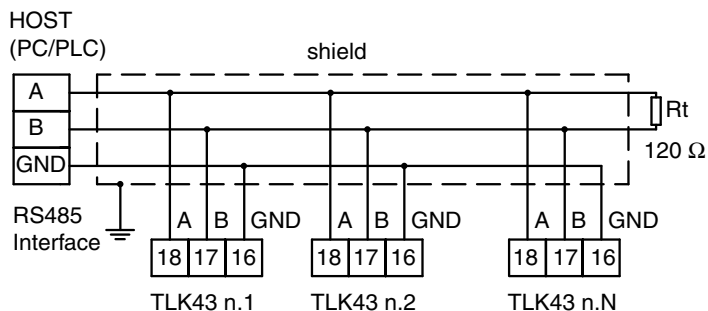 HOST
(PC/PLC)
shield
A
B
GND
Rt
120 Ω
RS485
Interface
A B GND
A B GND
A B GND
18 17 16
18 17 16
18 17 16
TLK43 n.1
TLK43 n.2
TLK43 n.N